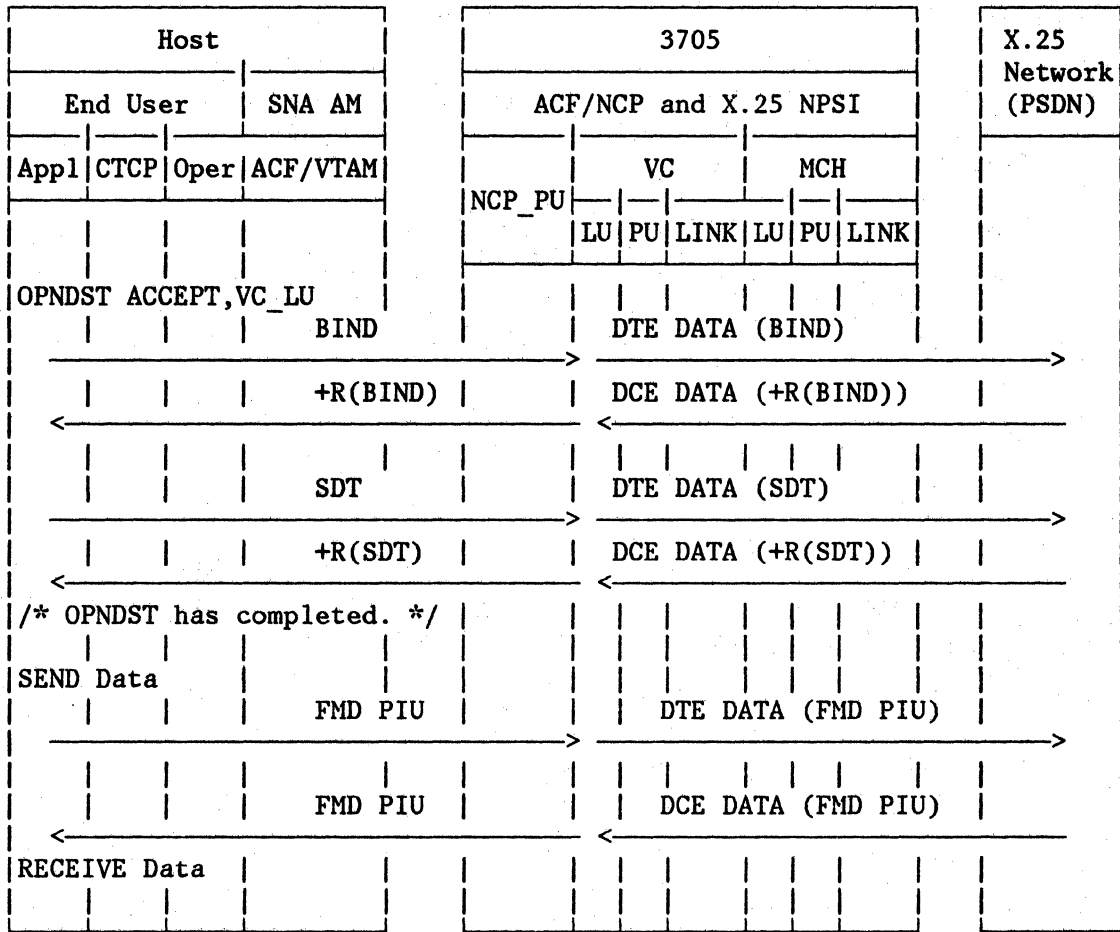 Host 3705 X.25
Network
End User SNA AM ACF/NCP and X.25 NPSI (PSDN)
Appl CTCP Oper ACF/VTAM VC MCH
NCP_PU
LU PU LINK LU PU LINK
OPNDST ACCEPT,VC_LU
BIND DTE DATA (BIND)
+R(BIND) DCE DATA (+R(BIND))
SDT DTE DATA (SDT)
+R(SDT) DCE DATA (+R(SDT))
/* OPNDST has completed. */
SEND Data
FMD PIU DTE DATA (FMD PIU)
FMD PIU DCE DATA (FMD PIU)
RECEIVE Data